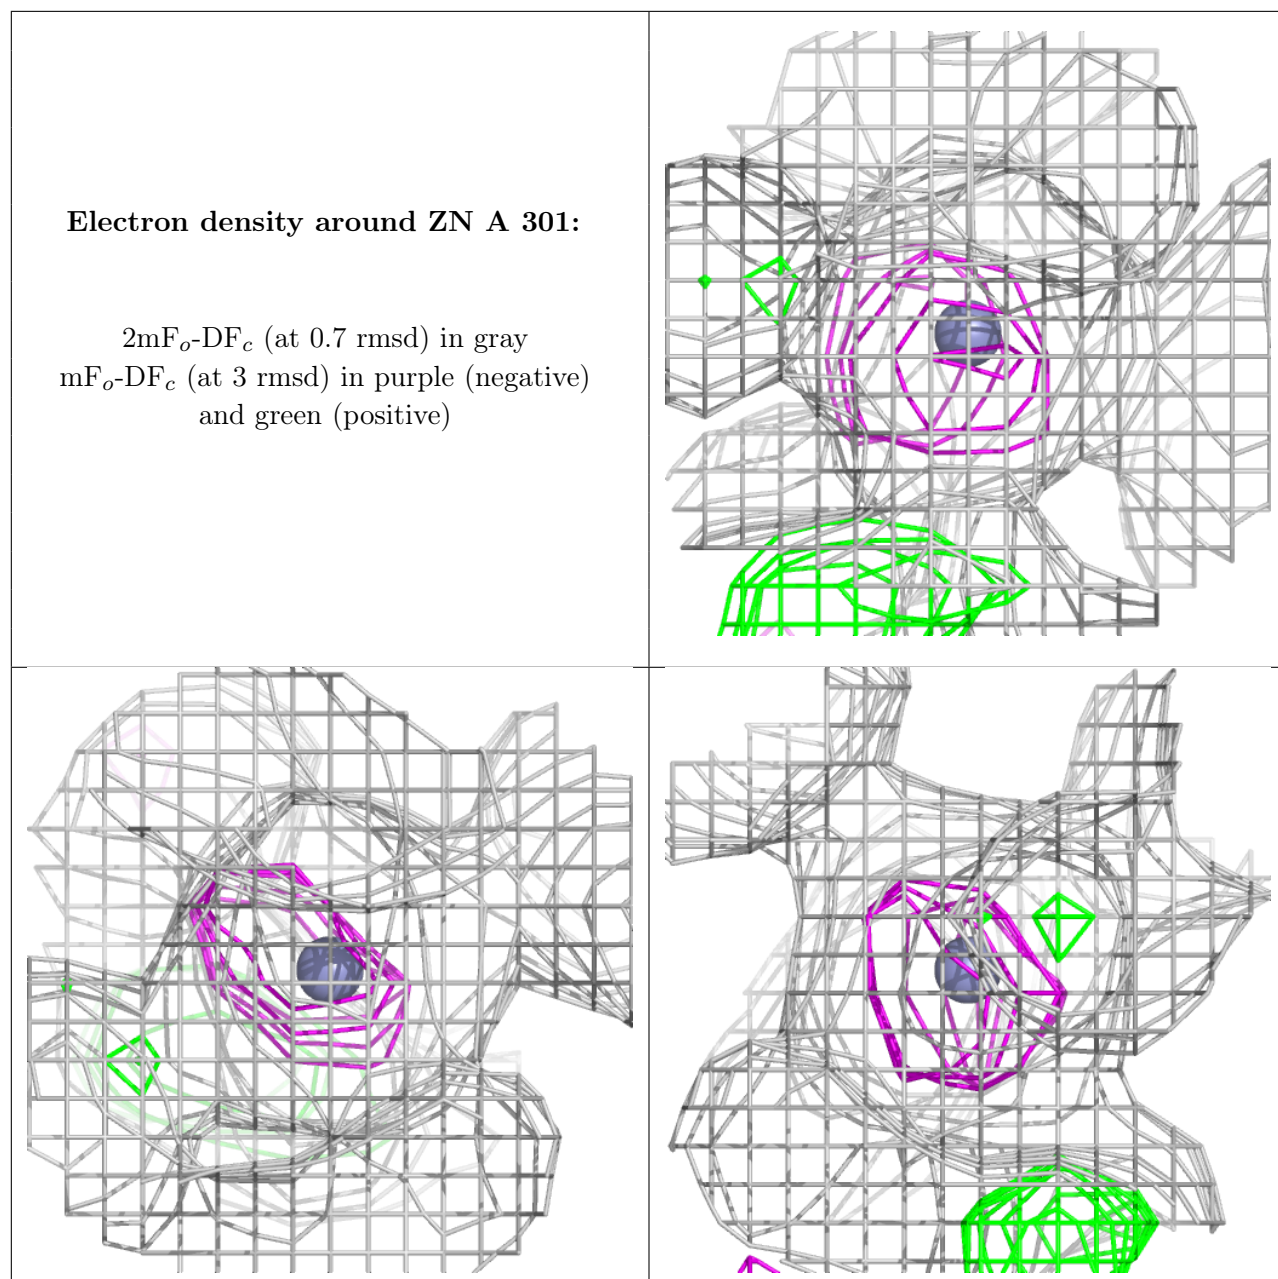 Electron density around ZN A 301:
2mFo-DFc (at 0.7 rmsd) in gray
mFo-DFc (at 3 rmsd) in purple (negative)
and green (positive)